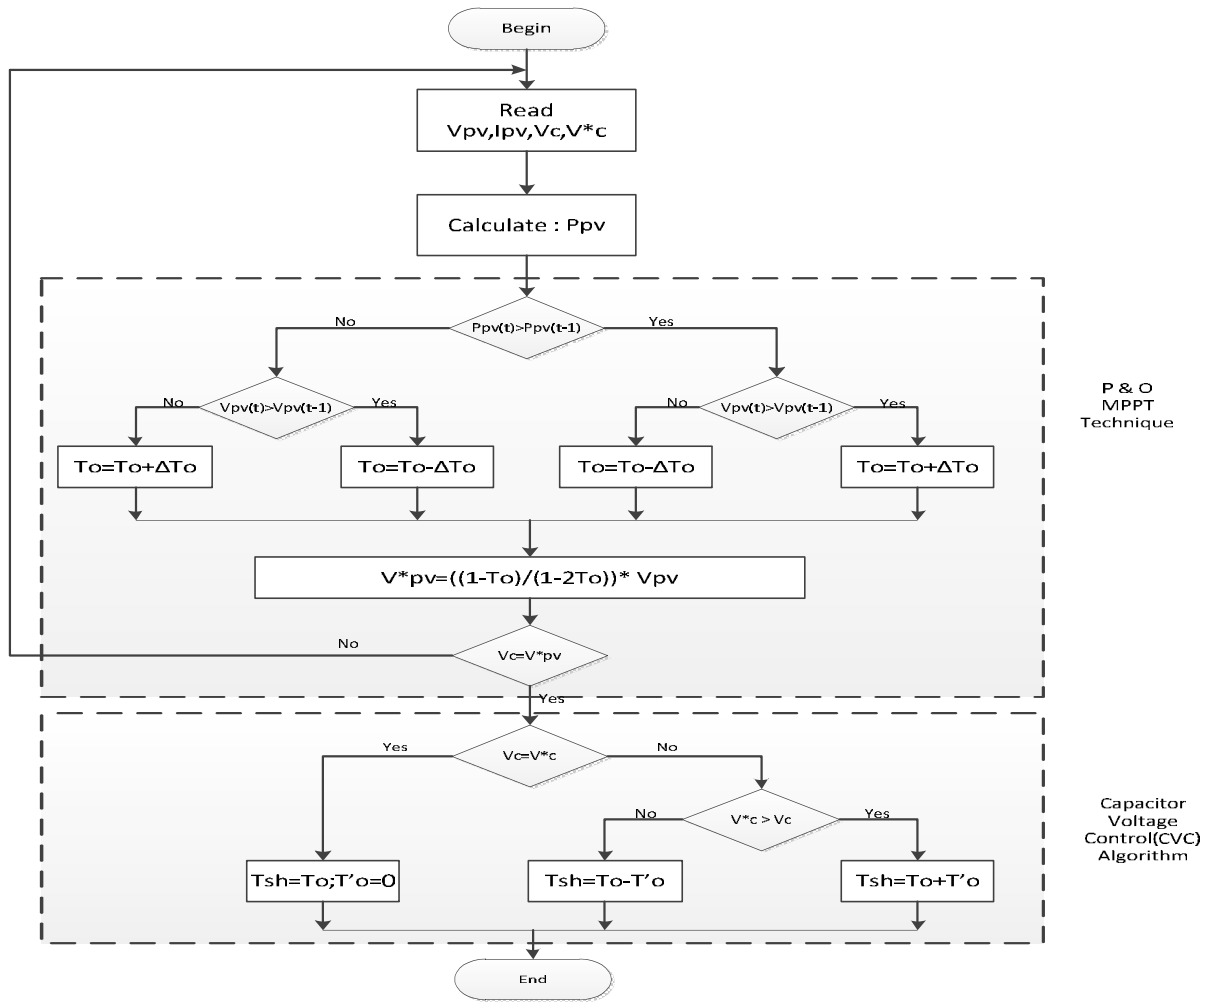 Begin
Read
Vpv,Ipv,Vc,V*c
Calculate : Ppv
Ppv(t)>Ppv(t-1)
No
Yes
Vpv(t)>Vpv(t-1)
No
Yes
Vpv(t)>Vpv(t-1)
No
Yes
To=To+ΔTo
To=To-ΔTo
To=To-ΔTo
To=To+ΔTo
V*pv=((1-To)/(1-2To))* Vpv
Vc=V*pv
No
Yes
P & O
MPPT
Technique
Vc=V*c
Yes
No
V*c > Vc
No
Yes
Tsh=To;T’o=0
Tsh=To-T’o
Tsh=To+T’o
Capacitor
Voltage
Control(CVC)
Algorithm
End